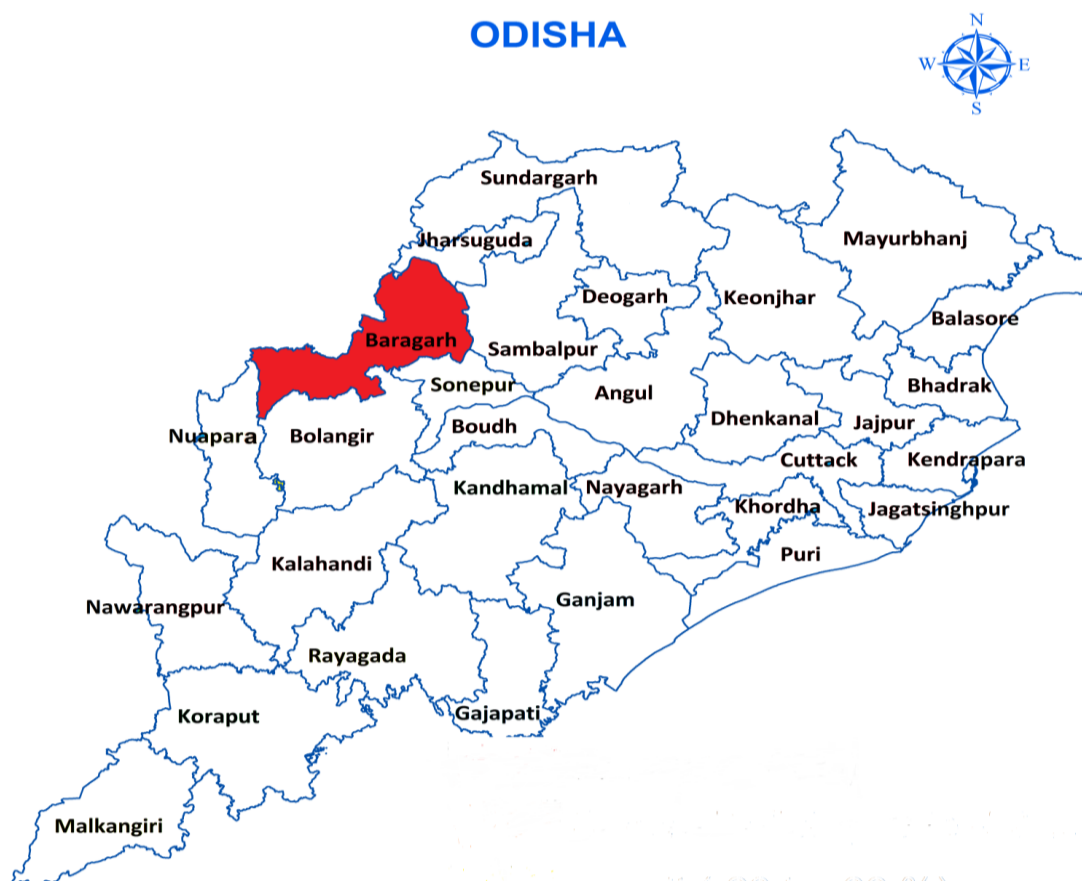 ODISHA
N
W
E
S
Sundargarh
Jharsuguda
Mayurbhanj
Deogarh
Keonjhar
Balasore
Baragarh
Sambalpur
Sonepur
Angul
Bhadrak
Nuapara
Bolangir
Boudh
Dhenkanal
Jajpur
Cuttack
Kendrapara
Kandhamal
Nayagarh
Khordha
Jagatsinghpur
Puri
Kalahandi
Nawarangpur
Ganjam
Rayagada
Koraput
Gajapati
Malkangiri